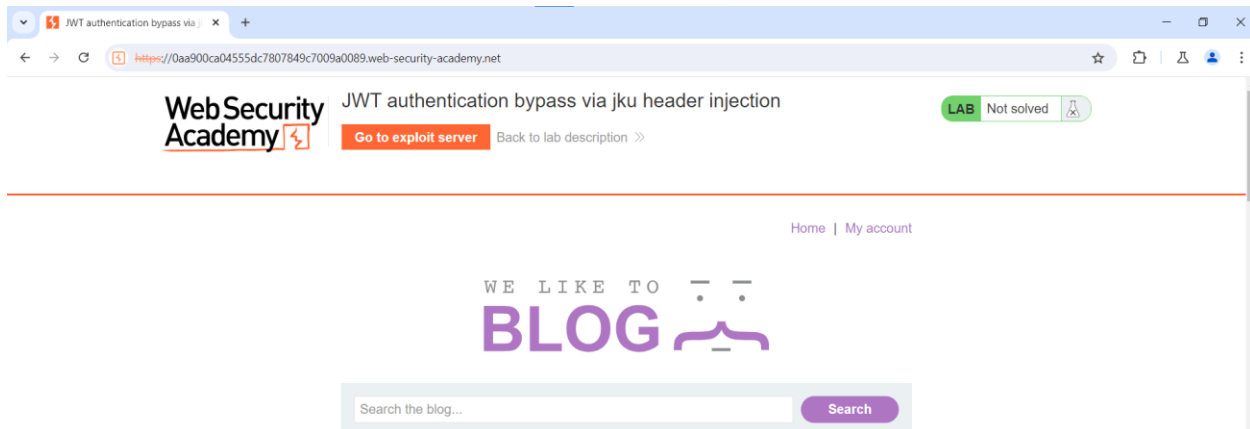 JWT authentication bypass via j
https://0aa900ca04555dc7807849c7009a0089.web-security-academy.net
Web Security
Academy
JWT authentication bypass via jku header injection
Go to exploit server
Back to lab description
LAB
Not solved
Home | My account
WE LIKE TO
BLOG
Search the blog...
Search